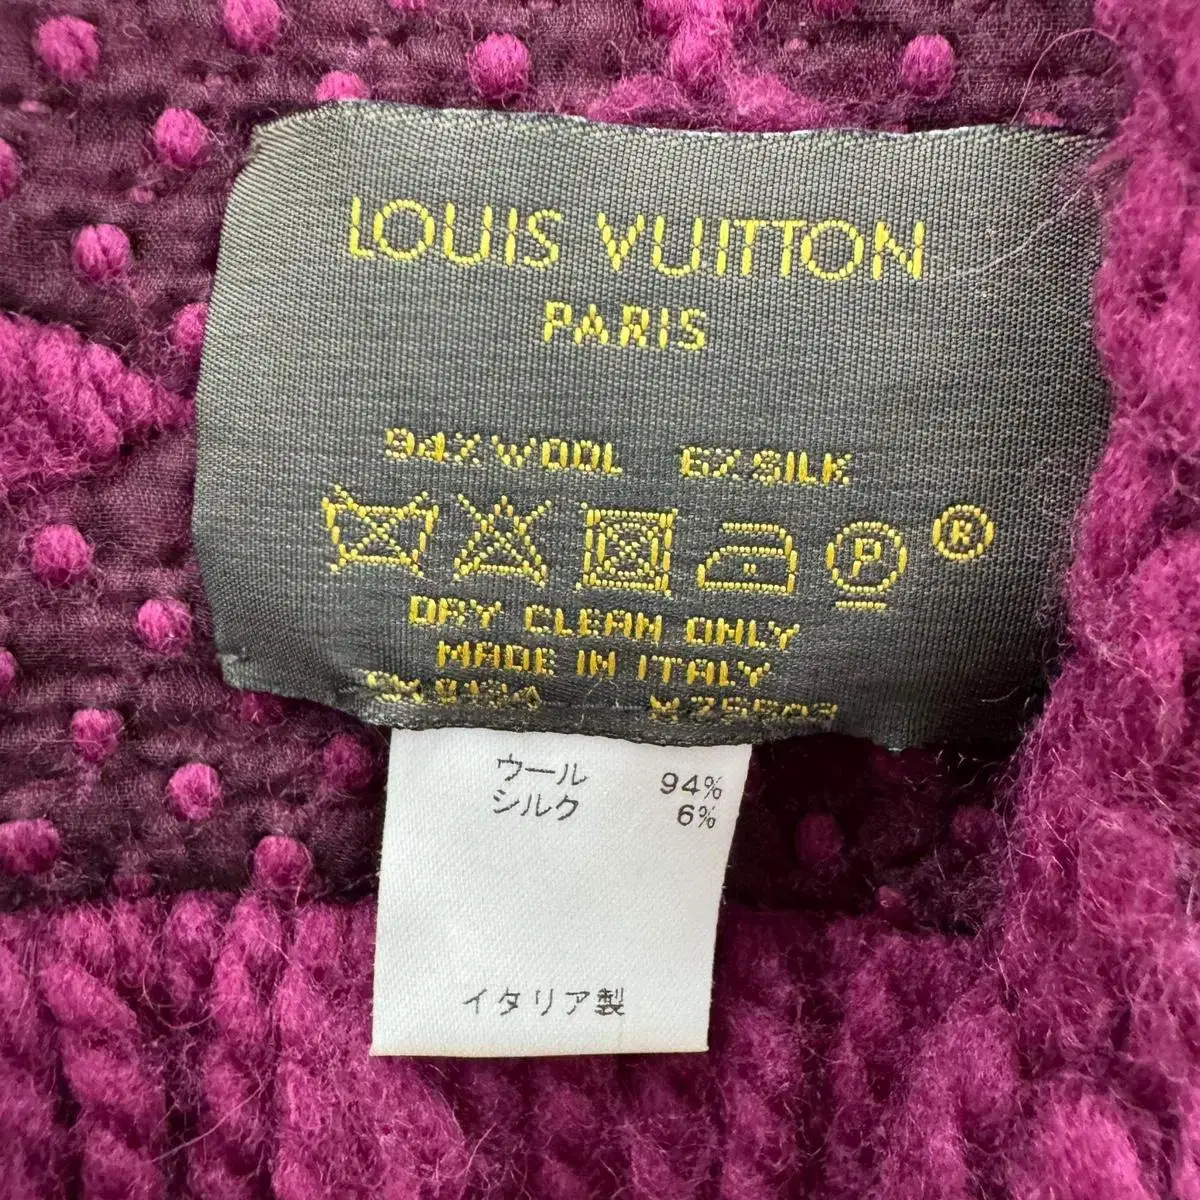 LOUIS VUITTON
PARIS
94% WOOL 6% SILK
P ®
DRY CLEAN ONLY
MADE IN ITALY
ウール 94%
シルク 6%
イタリア製